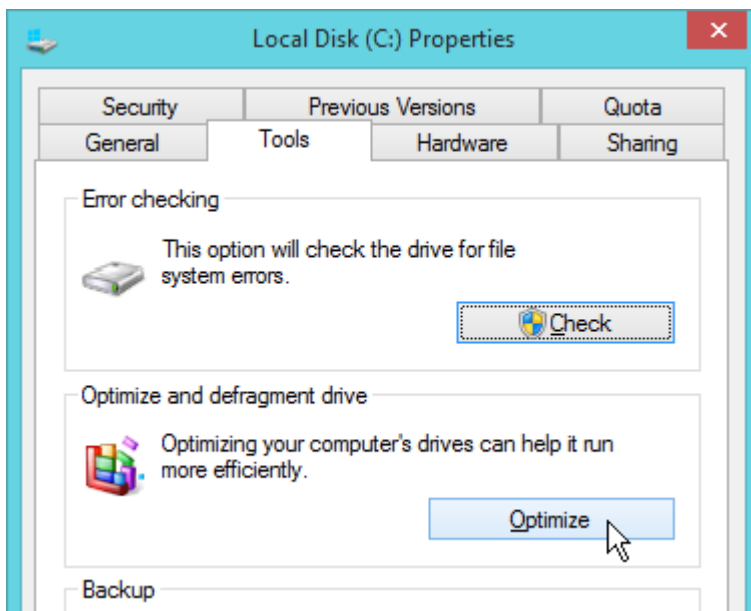 Local Disk (C:) Properties
Security Previous Versions Quota
General Tools Hardware Sharing
Error checking
This option will check the drive for file
system errors.
Check
Optimize and defragment drive
Optimizing your computer's drives can help it run
more efficiently.
Optimize
Backup